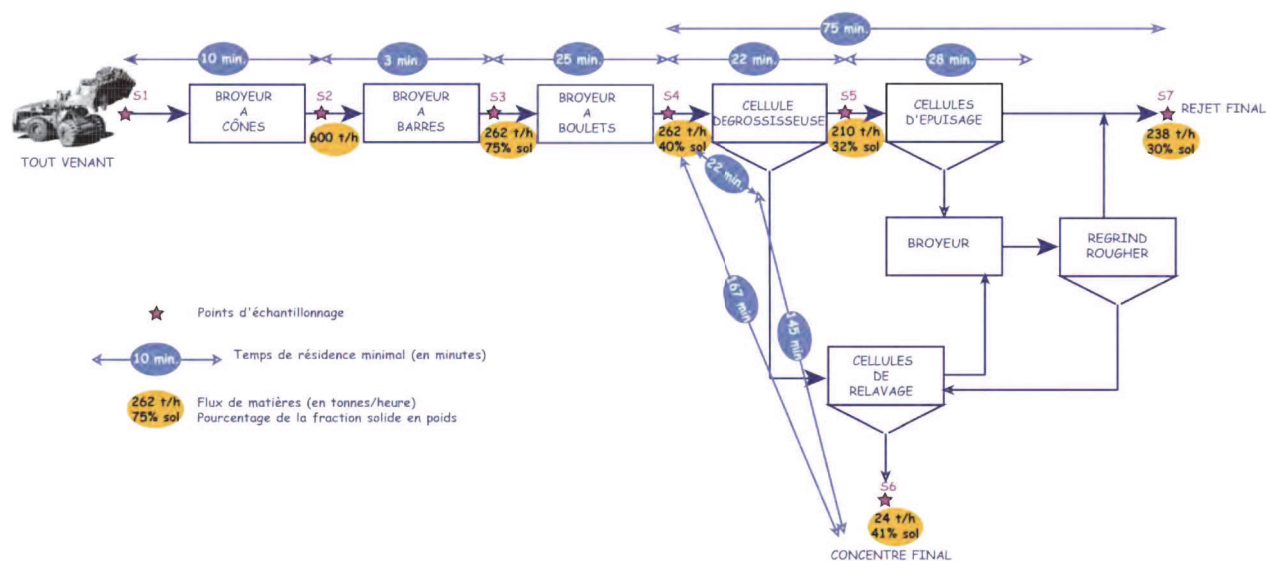 75 min.
10 min.
3 min.
25 min.
22 min.
28 min.
S1
BROYEUR
A
CÔNES
S2
600 t/h
BROYEUR
A
BARRES
S3
262 t/h
75% sol
BROYEUR
A
BOULETS
S4
262 t/h
40% sol
CELLULE
DEGROSSISSEUSE
S5
210 t/h
32% sol
CELLULES
D'EPUISAGE
S7
REJET FINAL
238 t/h
30% sol
TOUT VENANT
22 min.
BROYEUR
REGRIND
ROUGHER
167 min.
145 min.
Points d'échantillonnage
10 min.
Temps de résidence minimal (en minutes)
262 t/h
75% sol
Flux de matières (en tonnes/heure)
Pourcentage de la fraction solide en poids
CELLULES
DE
RELAVAGE
S6
24 t/h
41% sol
CONCENTRE FINAL